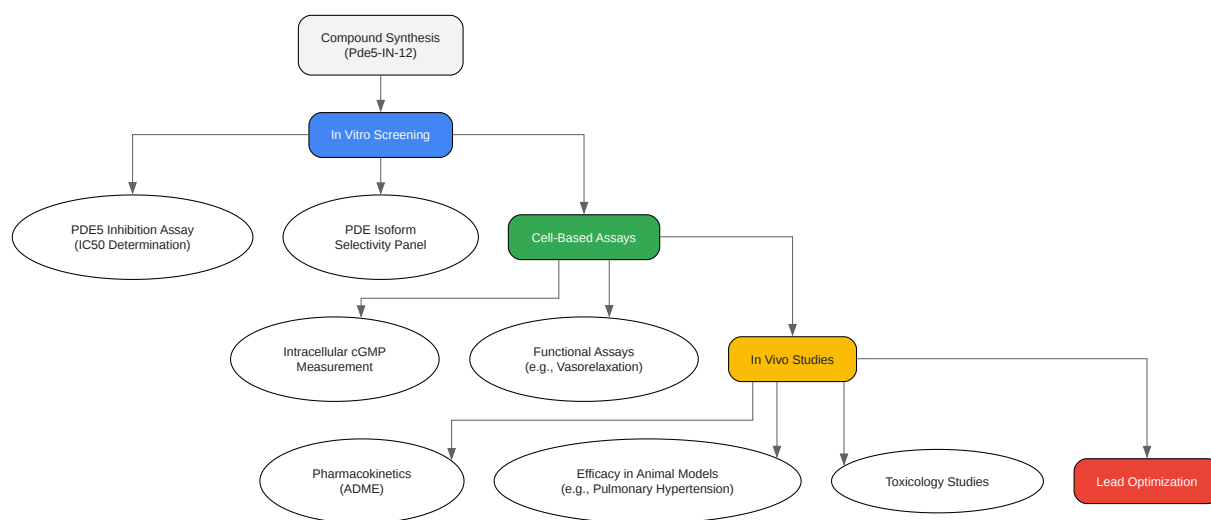 Compound Synthesis
(Pde5-IN-12)
In Vitro Screening
PDE5 Inhibition Assay
(IC50 Determination)
PDE Isoform
Selectivity Panel
Cell-Based Assays
Intracellular cGMP
Measurement
Functional Assays
(e.g., Vasorelaxation)
In Vivo Studies
Pharmacokinetics
(ADME)
Efficacy in Animal Models
(e.g., Pulmonary Hypertension)
Toxicology Studies
Lead Optimization